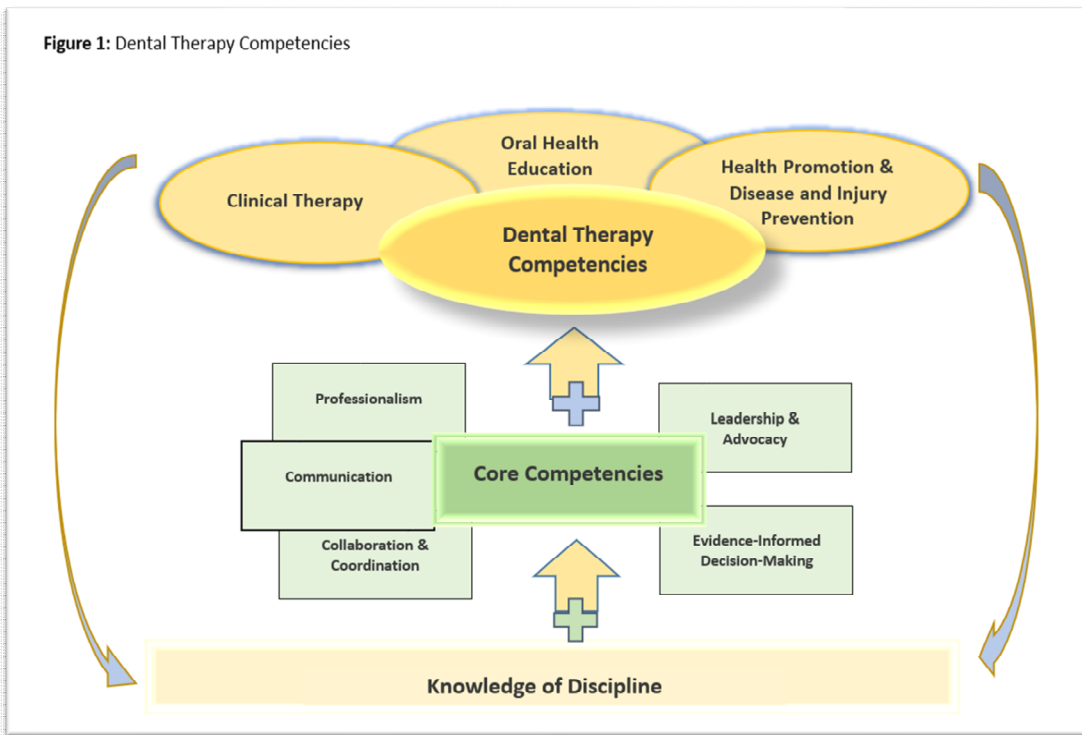 Figure 1: Dental Therapy Competencies
Oral Health
Education
Clinical Therapy
Health Promotion &
Disease and Injury
Prevention
Dental Therapy
Competencies
Professionalism
Leadership &
Advocacy
Communication
Core Competencies
Collaboration &
Coordination
Evidence-Informed
Decision-Making
Knowledge of Discipline